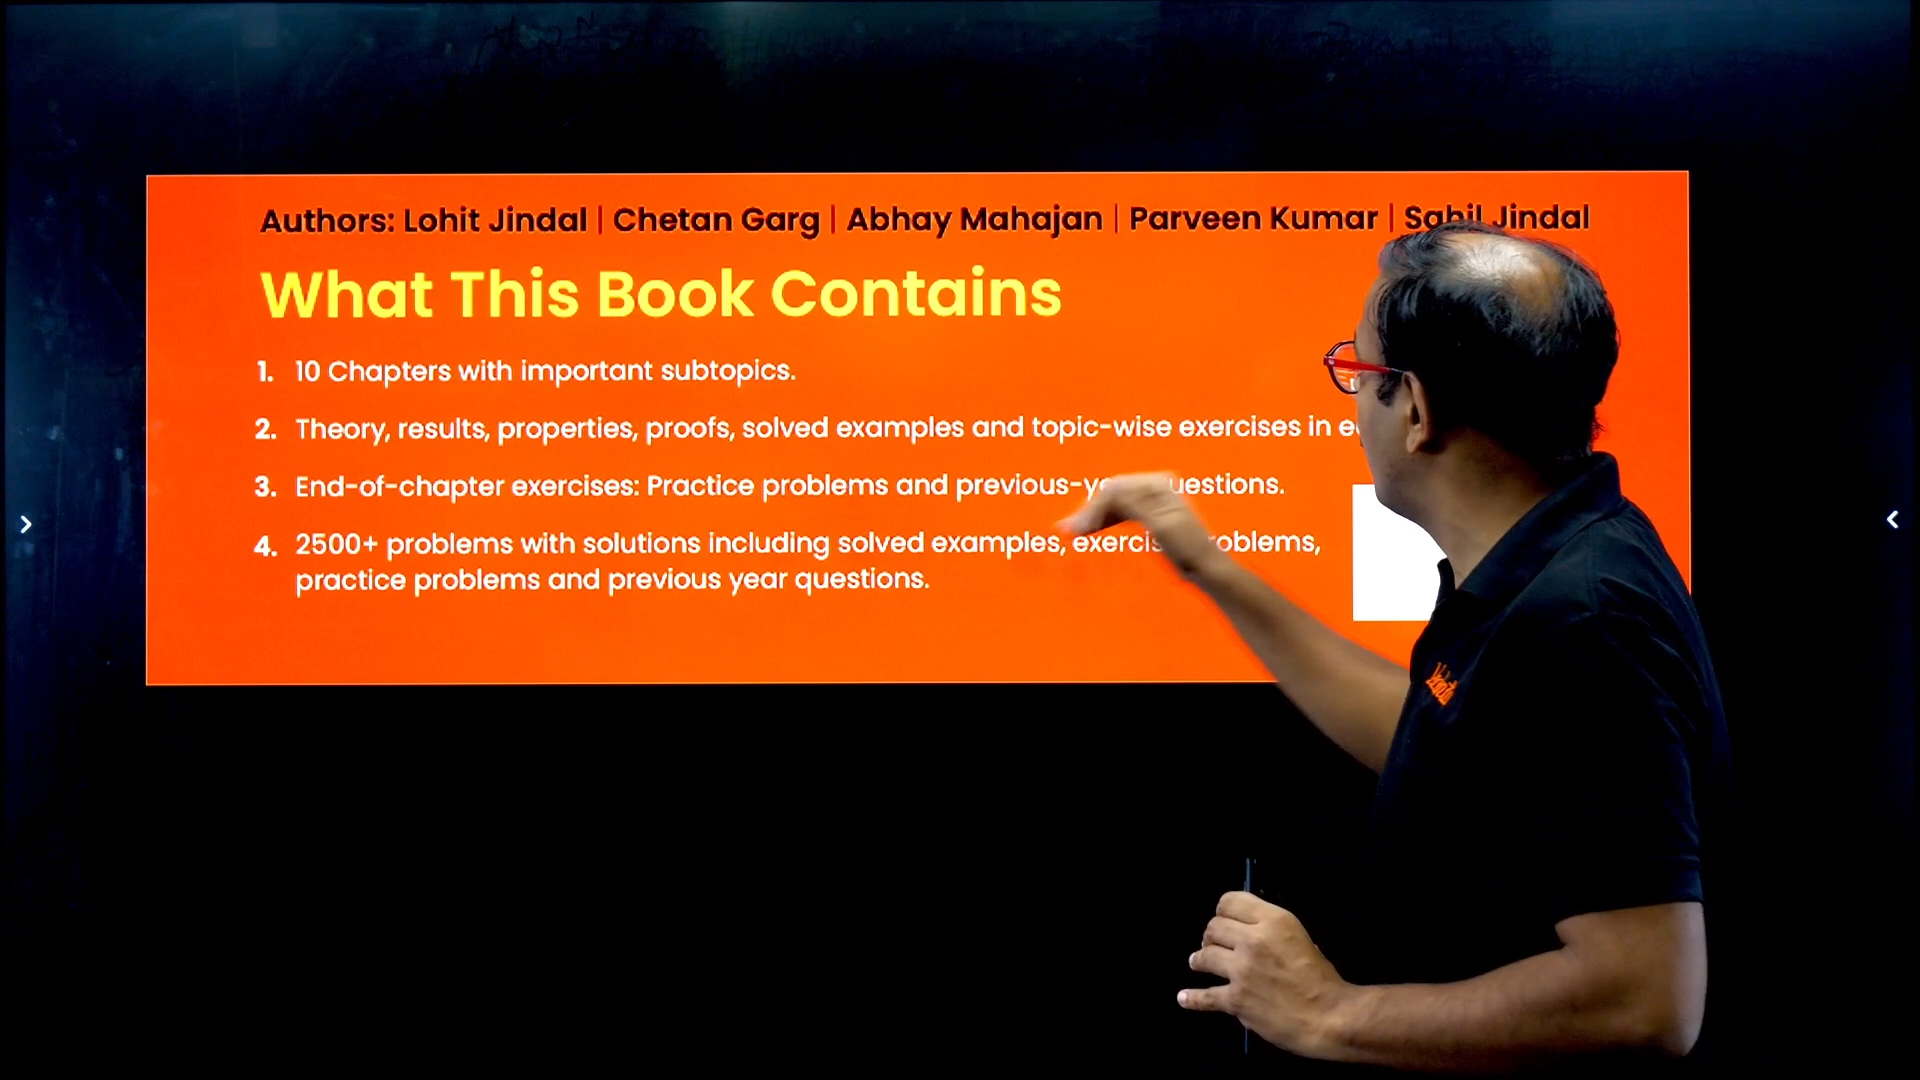 Authors: Lohit Jindal | Chetan Garg | Abhay Mahajan | Parveen Kumar | Sahil Jindal
What This Book Contains
1. 10 Chapters with important subtopics.
2. Theory, results, properties, proofs, solved examples and topic-wise exercises in
3. End-of-chapter exercises: Practice problems and previous-
4. 2500+ problems with solutions including solved examples,
practice problems and previous year questions.